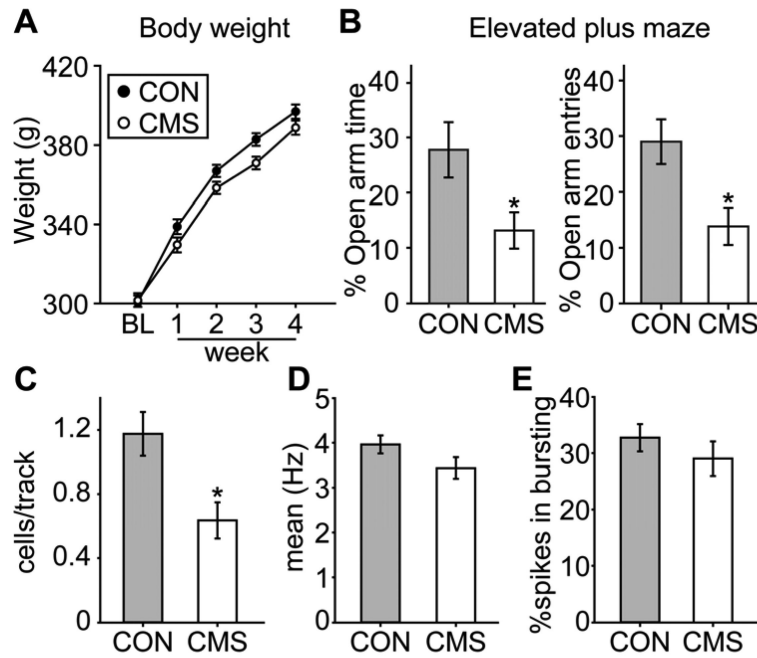 A Body weight
420
380
340
300
Weight (g)
CON
CMS
BL 1 2 3 4
week
B Elevated plus maze
% Open arm time
40
30
20
10
0
*
CON CMS
% Open arm entries
40
30
20
10
0
*
CON CMS
C
cells/track
1.2
0.8
0.4
0
*
CON CMS
D
mean (Hz)
5
4
3
2
1
0
CON CMS
E
%spikes in bursting
40
30
20
10
0
CON CMS